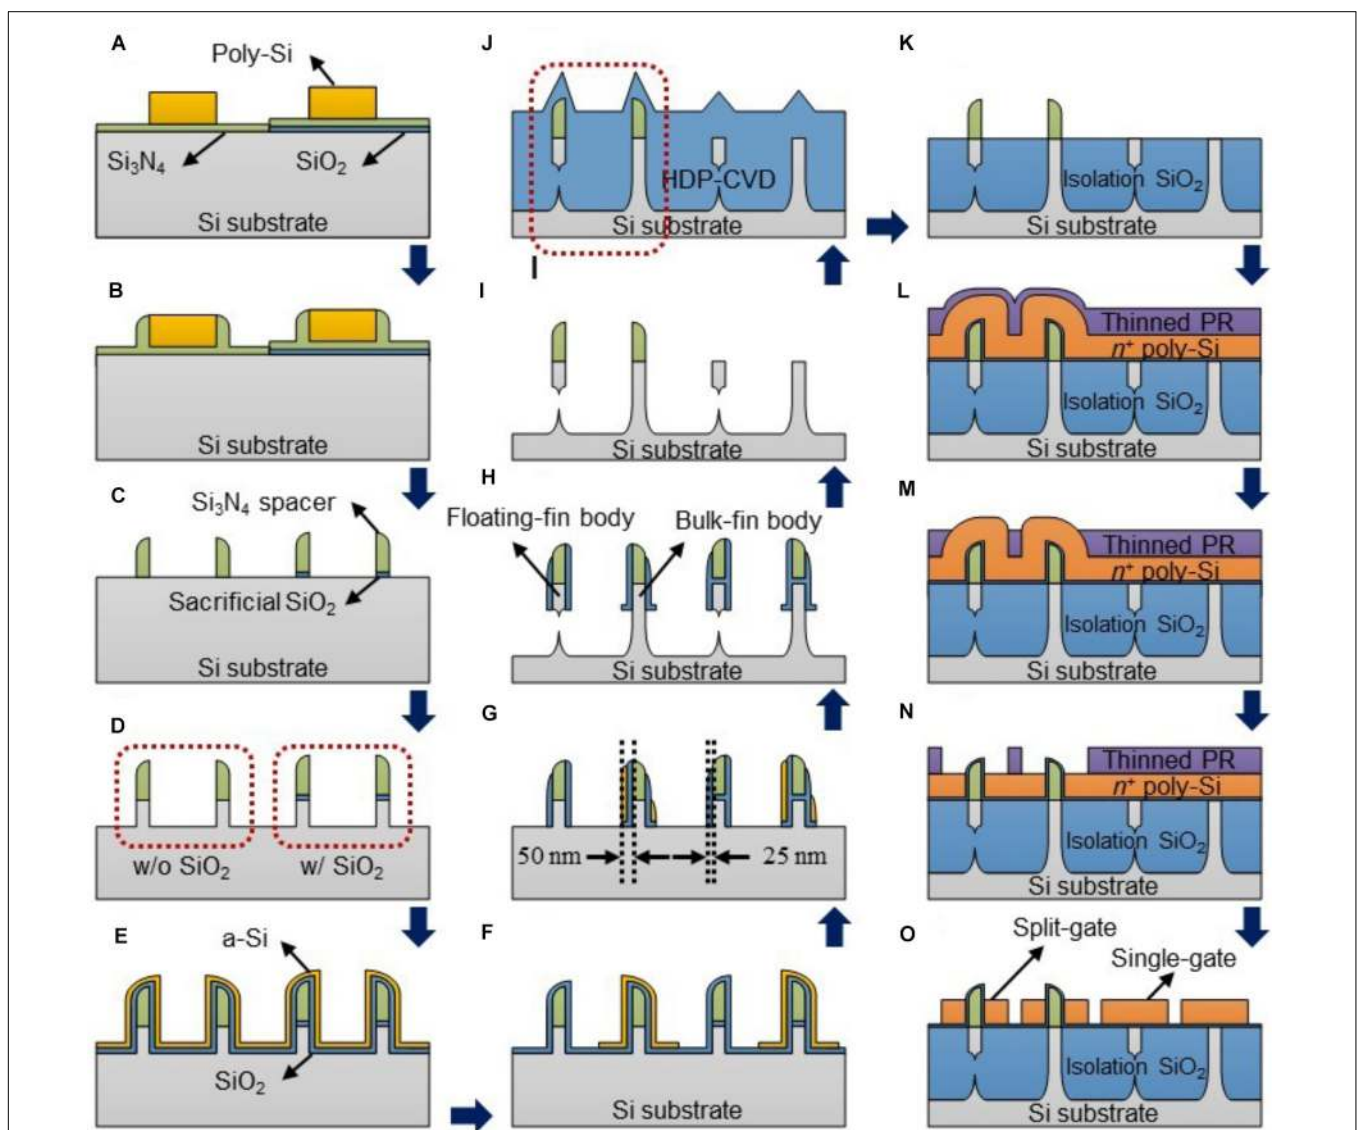 A
Poly-Si
Si3N4
SiO2
Si substrate
B
Si substrate
C
Si3N4 spacer
Sacrificial SiO2
Si substrate
D
w/o SiO2
w/ SiO2
E
a-Si
SiO2
F
Si substrate
G
50 nm
25 nm
H
Floating-fin body
Bulk-fin body
Si substrate
I
Si substrate
J
HDP-CVD
Si substrate
I
K
Isolation SiO2
Si substrate
L
Thinned PR
n+ poly-Si
Isolation SiO2
Si substrate
M
Thinned PR
n+ poly-Si
Isolation SiO2
Si substrate
N
Thinned PR
n+ poly-Si
Isolation SiO2
Si substrate
O
Split-gate
Single-gate
Isolation SiO2
Si substrate